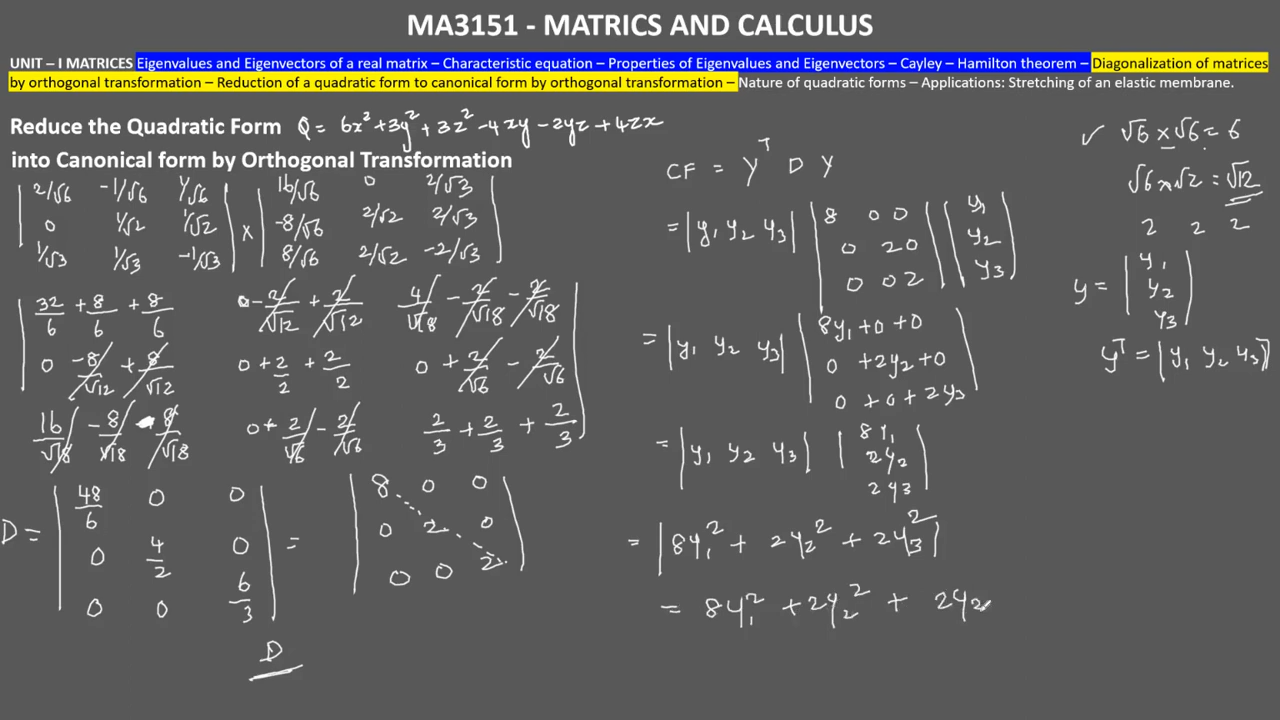 MA3151 - MATRICS AND CALCULUS
UNIT – I MATRICES Eigenvalues and Eigenvectors of a real matrix – Characteristic equation – Properties of Eigenvalues and Eigenvectors – Cayley – Hamilton theorem – Diagonalization of matrices
by orthogonal transformation – Reduction of a quadratic form to canonical form by orthogonal transformation – Nature of quadratic forms – Applications: Stretching of an elastic membrane.
Reduce the Quadratic Form Q = 6x² + 3y² + 3z² - 4xy - 2yz + 4zx
into Canonical form by Orthogonal Transformation
| 2/√6 -1/√6 1/√6 | × | 16/√6 0 2/√3 |
| 0 1/√2 1/√2 | | -8/√6 2/√2 2/√3 |
| 1/√3 1/√3 -1/√3 | | 8/√6 2/√2 -2/√3 |
| 32/6 + 8/6 + 8/6 0 - 2/√12 + 2/√12 4/√18 - 2/√18 - 2/√18 |
| 0 - 8/√12 + 8/√12 0 + 2/2 + 2/2 0 + 2/√6 - 2/√6 |
| 16/√18 - 8/√18 - 8/√18 0 + 2/√6 - 2/√6 2/3 + 2/3 + 2/3 |
D = | 48/6 0 0 | = | 8 0 0 |
| 0 4/2 0 | | 0 2 0 |
| 0 0 6/3 | | 0 0 2 |
D
CF = Y^T D Y
= | y₁ y₂ y₃ | | 8 0 0 | | y₁ |
| 0 2 0 | | y₂ |
| 0 0 2 | | y₃ |
= | y₁ y₂ y₃ | | 8y₁ + 0 + 0 |
| 0 + 2y₂ + 0 |
| 0 + 0 + 2y₃ |
= | y₁ y₂ y₃ | | 8y₁ |
| 2y₂ |
| 2y₃ |
= | 8y₁² + 2y₂² + 2y₃² |
= 8y₁² + 2y₂² + 2y
✓ √6 × √6 = 6
√6 × √2 = √12
2 2 2
y = | y₁ |
| y₂ |
| y₃ |
y^T = | y₁ y₂ y₃ |